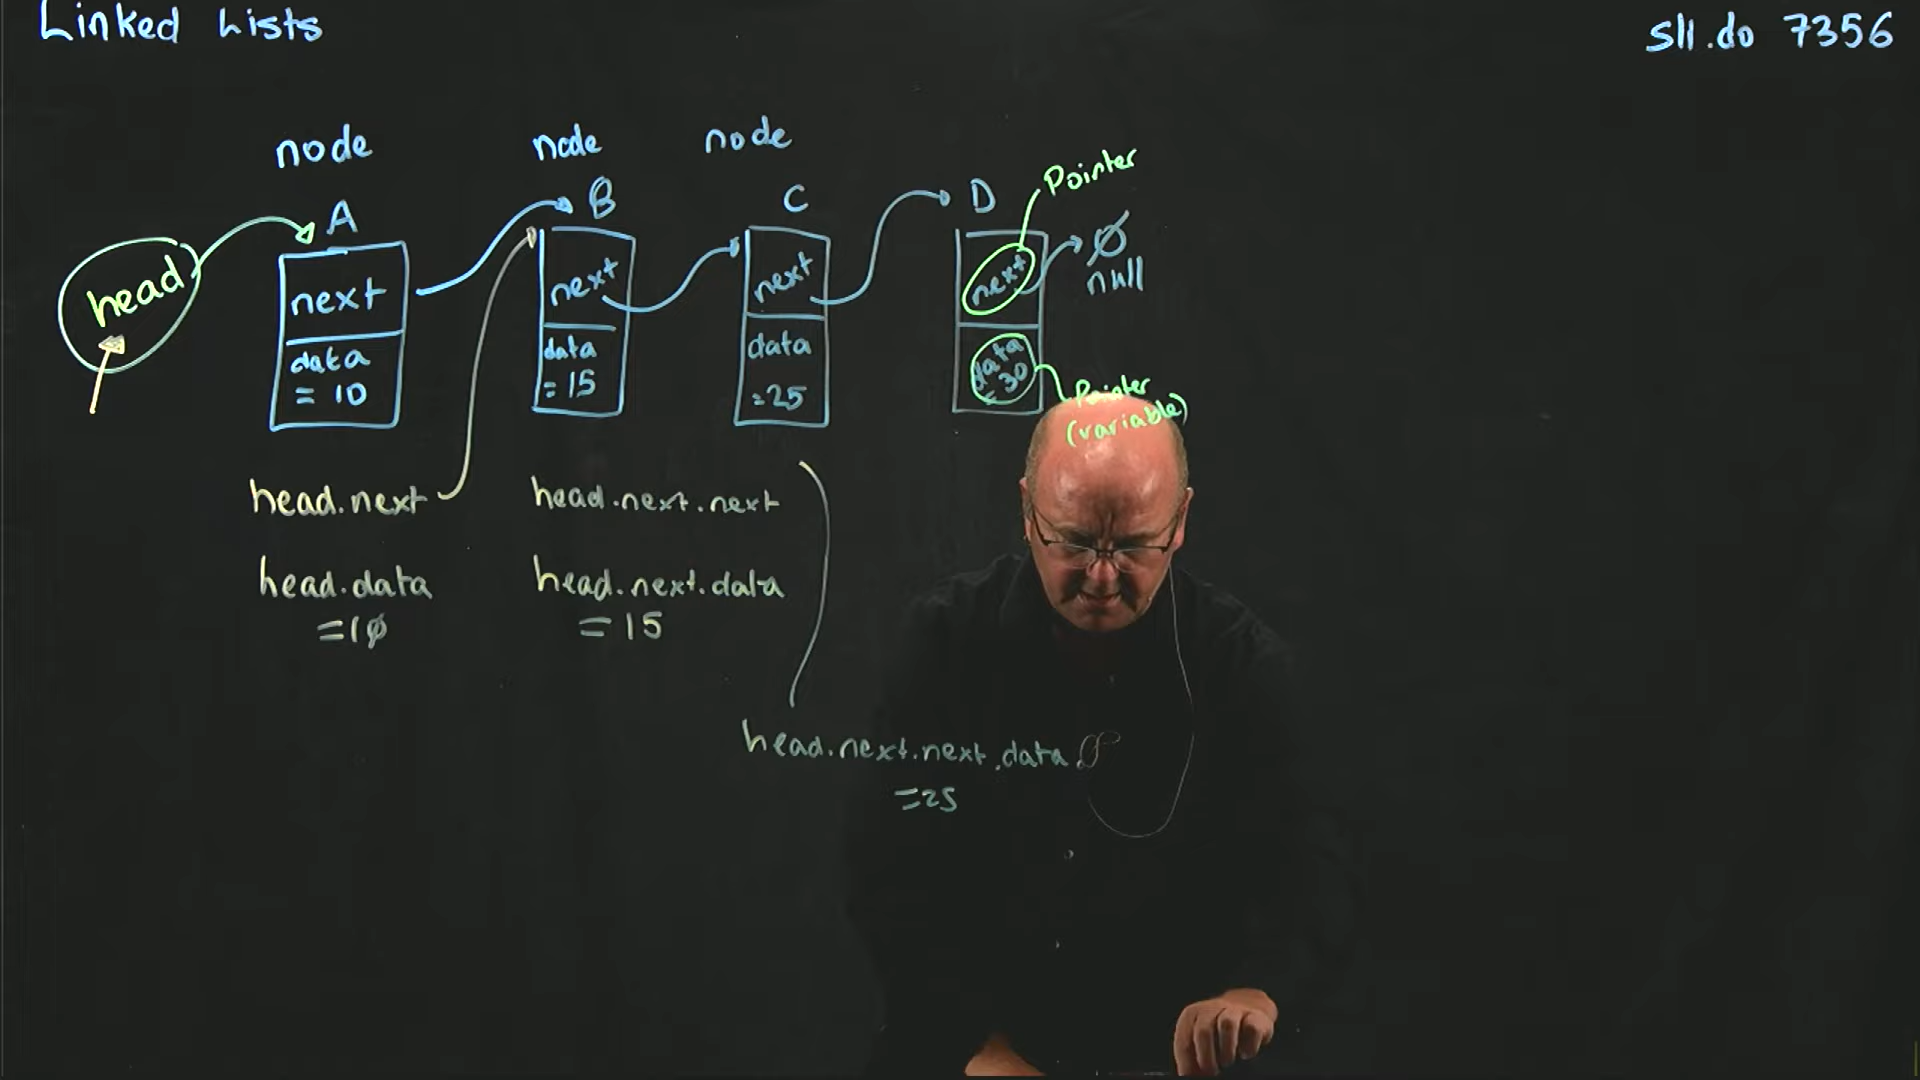 Linked Lists
sli.do 7356
node
node
node
A
B
C
D
Pointer
head
next
next
next
next
null
data
= 10
data
= 15
data
= 25
data
= 30
Pointer
(variable)
head.next
head.next.next
head.data
= 10
head.next.data
= 15
head.next.next.data
= 25